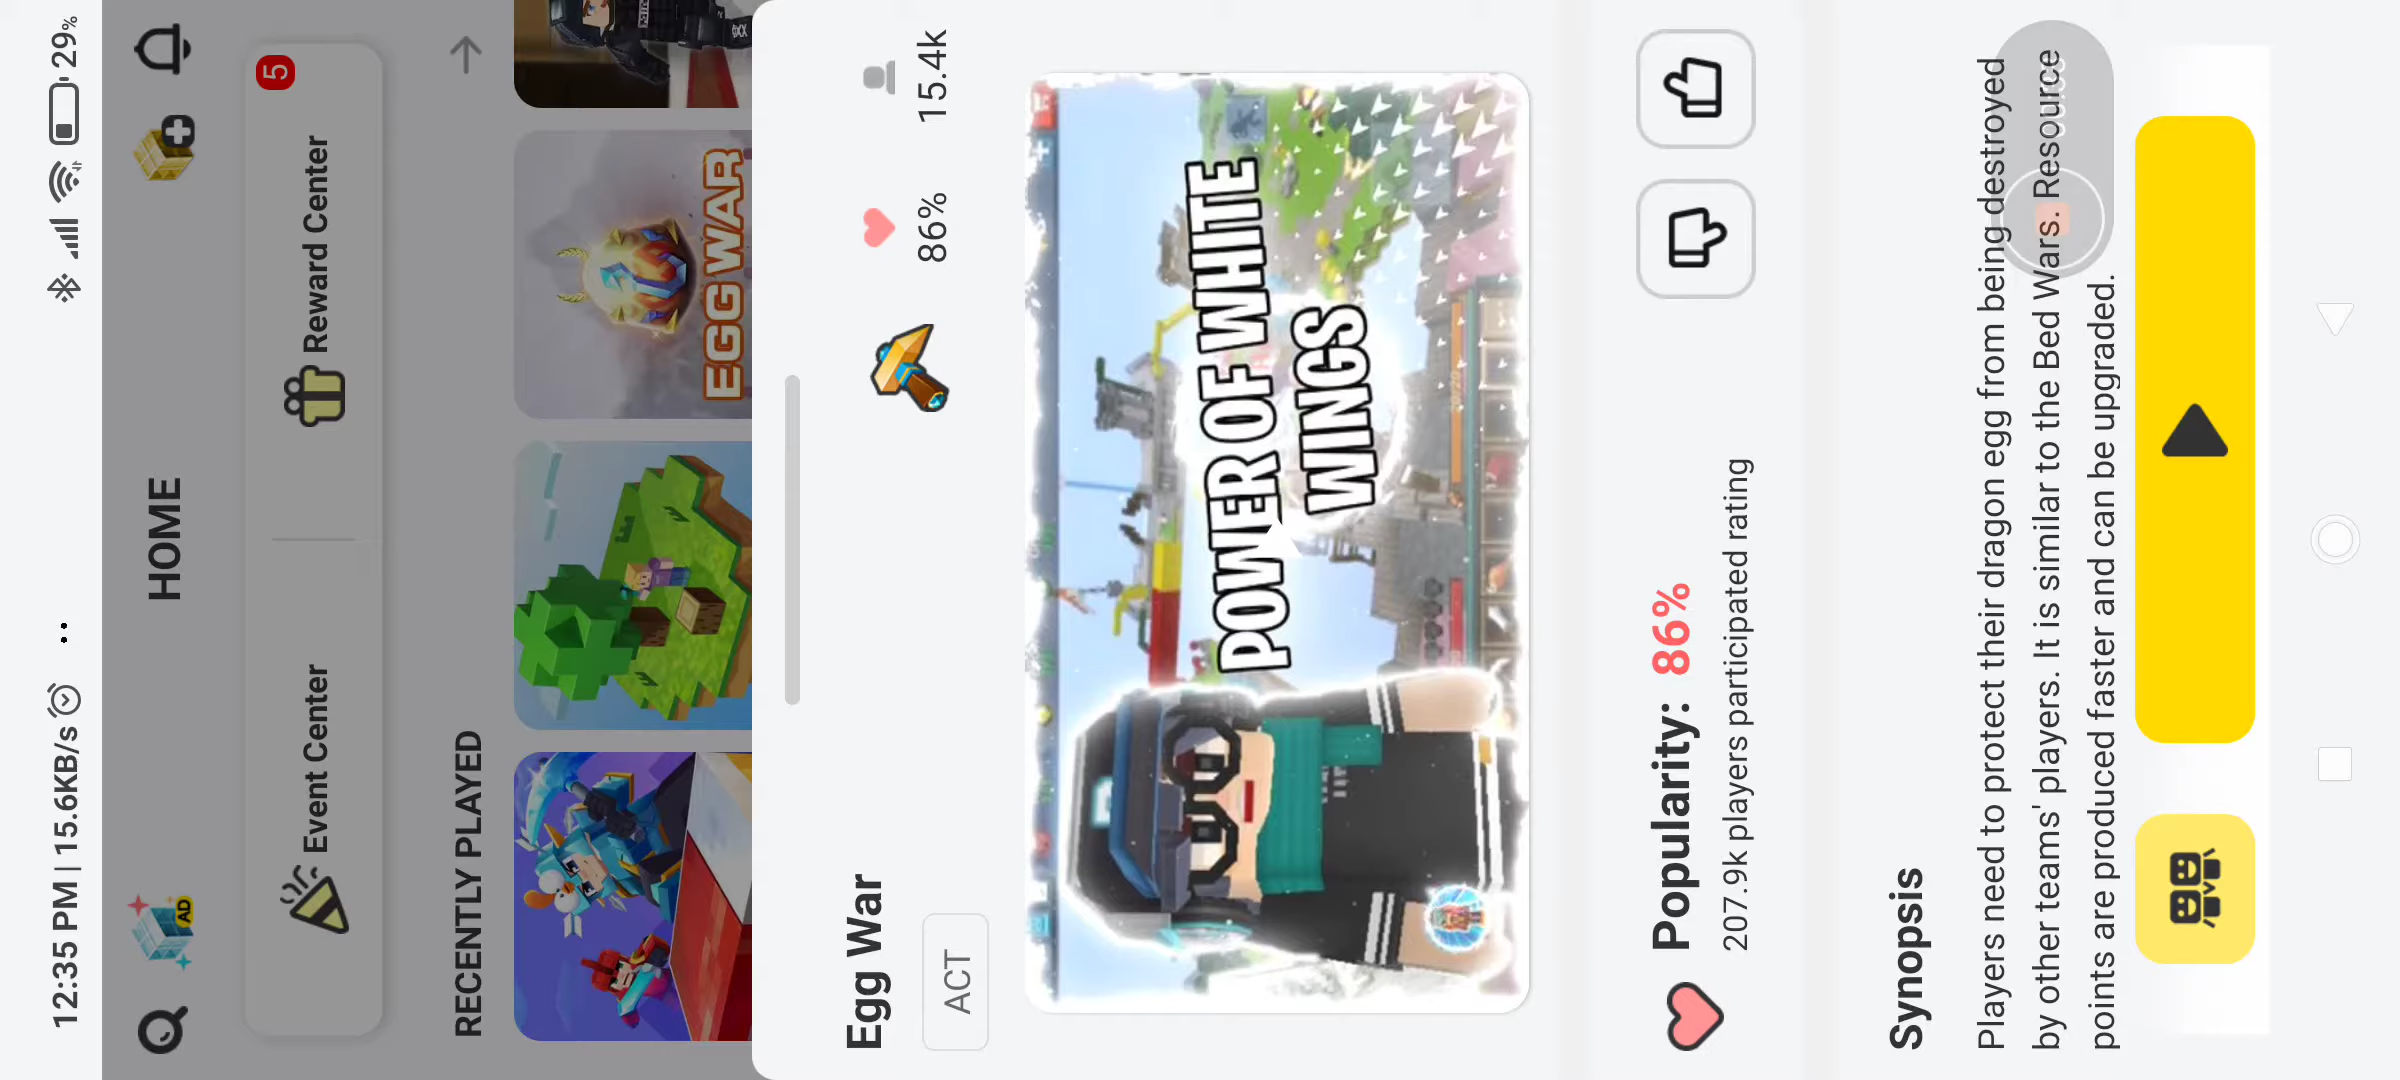 12:35 PM | 15.6KB/s
29%
AD
HOME
Event Center
Reward Center
5
RECENTLY PLAYED
EGG WAR
Egg War
86%
15.4k
ACT
POWER OF WHITE
WINGS
Popularity: 86%
207.9k players participated rating
Synopsis
Players need to protect their dragon egg from being destroyed
by other teams' players. It is similar to the Bed Wars. Resource
points are produced faster and can be upgraded.